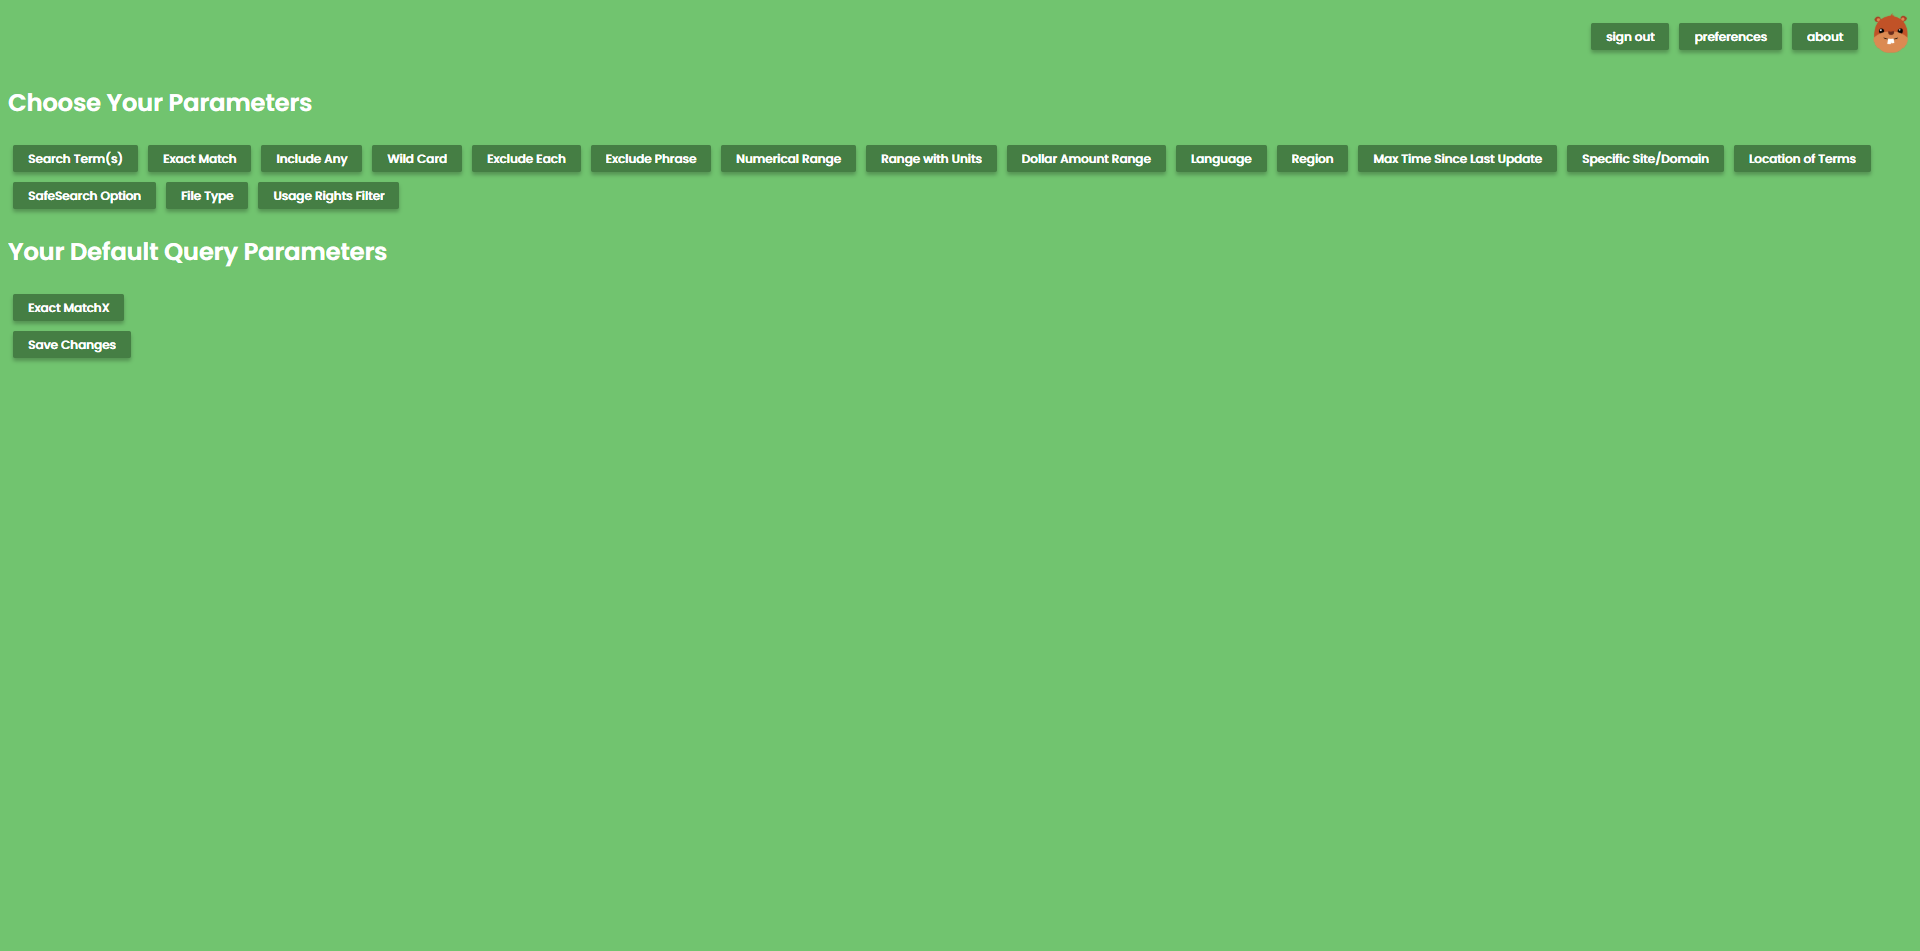 sign out preferences about
Choose Your Parameters
Search Term(s) Exact Match Include Any Wild Card Exclude Each Exclude Phrase Numerical Range Range with Units Dollar Amount Range Language Region Max Time Since Last Update Specific Site/Domain Location of Terms
SafeSearch Option File Type Usage Rights Filter
Your Default Query Parameters
Exact MatchX
Save Changes